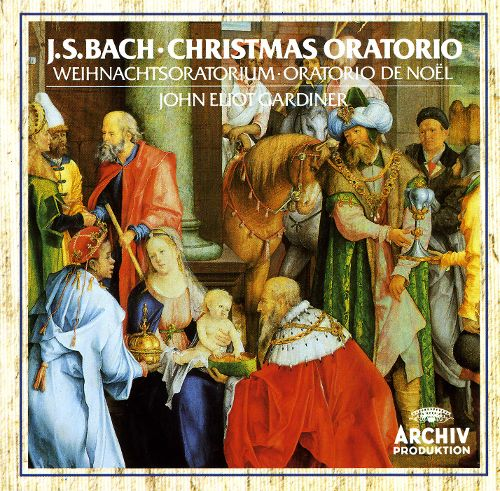 J.S.BACH · CHRISTMAS ORATORIO
WEIHNACHTSORATORIUM · ORATORIO DE NOËL
JOHN ELIOT GARDINER
ARCHIV
PRODUKTION